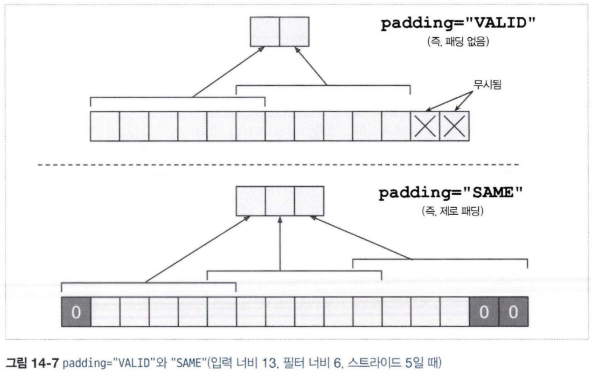 padding="VALID"
(즉, 패딩 없음)
무시됨
padding="SAME"
(즉, 제로 패딩)
0 0 0
그림 14-7 padding="VALID"와 "SAME"(입력 너비 13, 필터 너비 6, 스트라이드 5일 때)